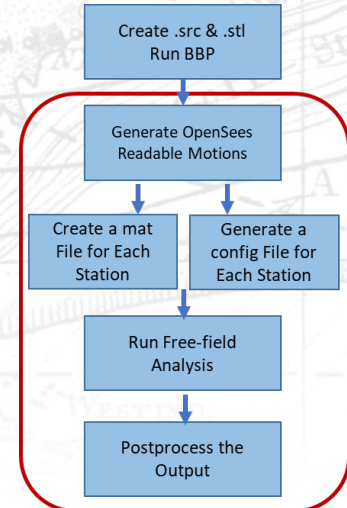 Create .src & .stl
Run BBP
Generate OpenSees
Readable Motions
Create a mat
File for Each
Station
Generate a
config File for
Each Station
Run Free-field
Analysis
Postprocess the
Output